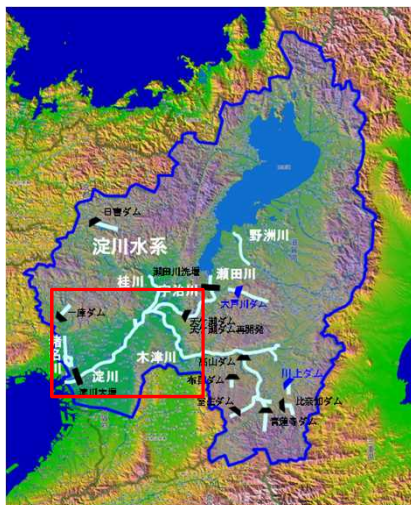 日吉ダム
淀川水系
野洲川
瀬田川洗堰
瀬田川
桂川
宇治川
大戸川ダム
一庫ダム
天ヶ瀬ダム
天ヶ瀬ダム再開発
猪名川
木津川
高山ダム
淀川
淀川大堰
布目ダム
川上ダム
室生ダム
比奈知ダム
青蓮寺ダム